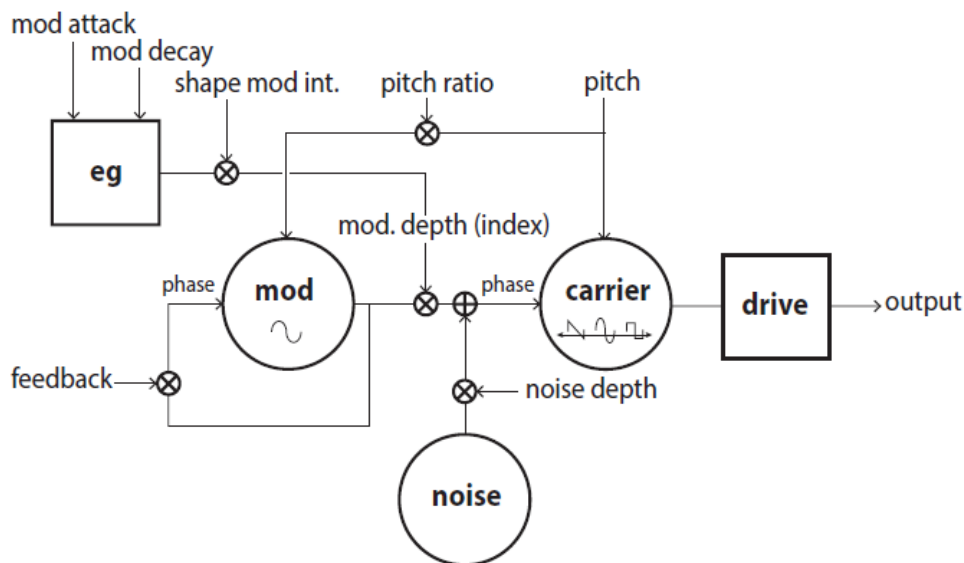 mod attack
mod decay
shape mod int.
pitch ratio
pitch
eg
mod. depth (index)
phase
mod
phase
carrier
drive
output
feedback
noise depth
noise